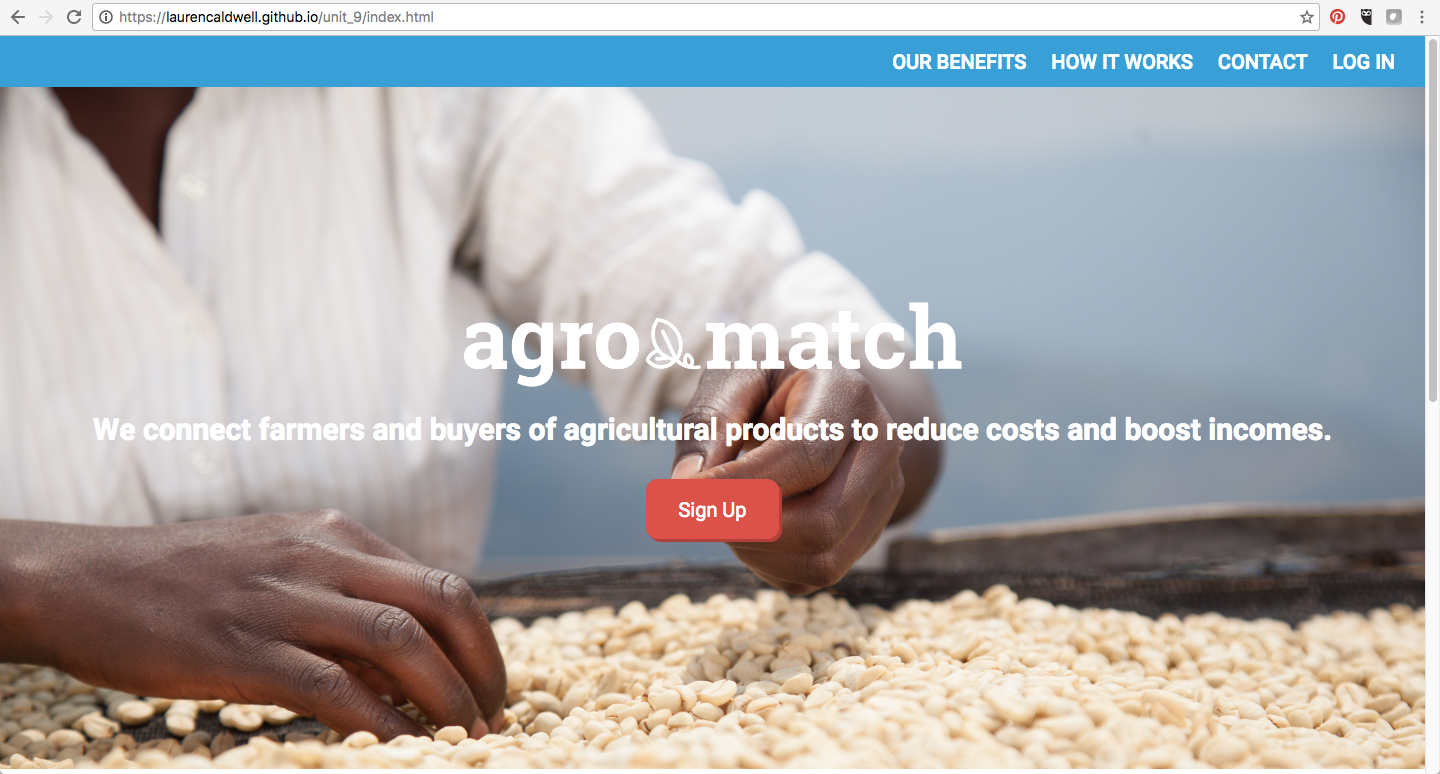 https://laurencaldwell.github.io/unit_9/index.html
OUR BENEFITS HOW IT WORKS CONTACT LOG IN
agro match
We connect farmers and buyers of agricultural products to reduce costs and boost incomes.
Sign Up